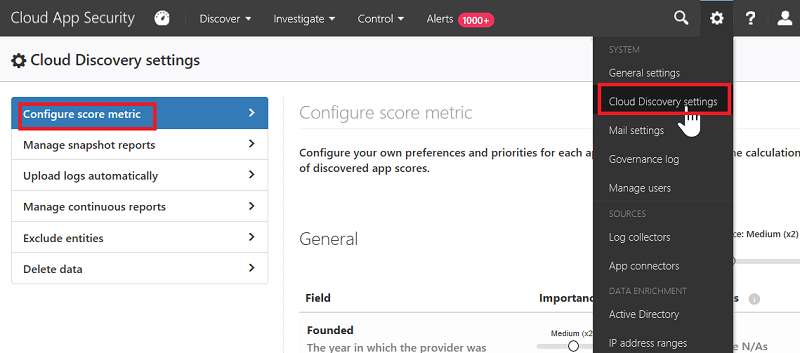 Cloud App Security
Discover
Investigate
Control
Alerts
1000+
?
Cloud Discovery settings
Configure score metric
Manage snapshot reports
Upload logs automatically
Manage continuous reports
Exclude entities
Delete data
Configure score metric
Configure your own preferences and priorities for each
the calculation
of discovered app scores.
General
ce: Medium (x2)
Field
Founded
The year in which the provider was
Medium (x2
N/As
SYSTEM
General settings
Cloud Discovery settings
Mail settings
Governance log
Manage users
SOURCES
Log collectors
App connectors
DATA ENRICHMENT
Active Directory
IP address ranges